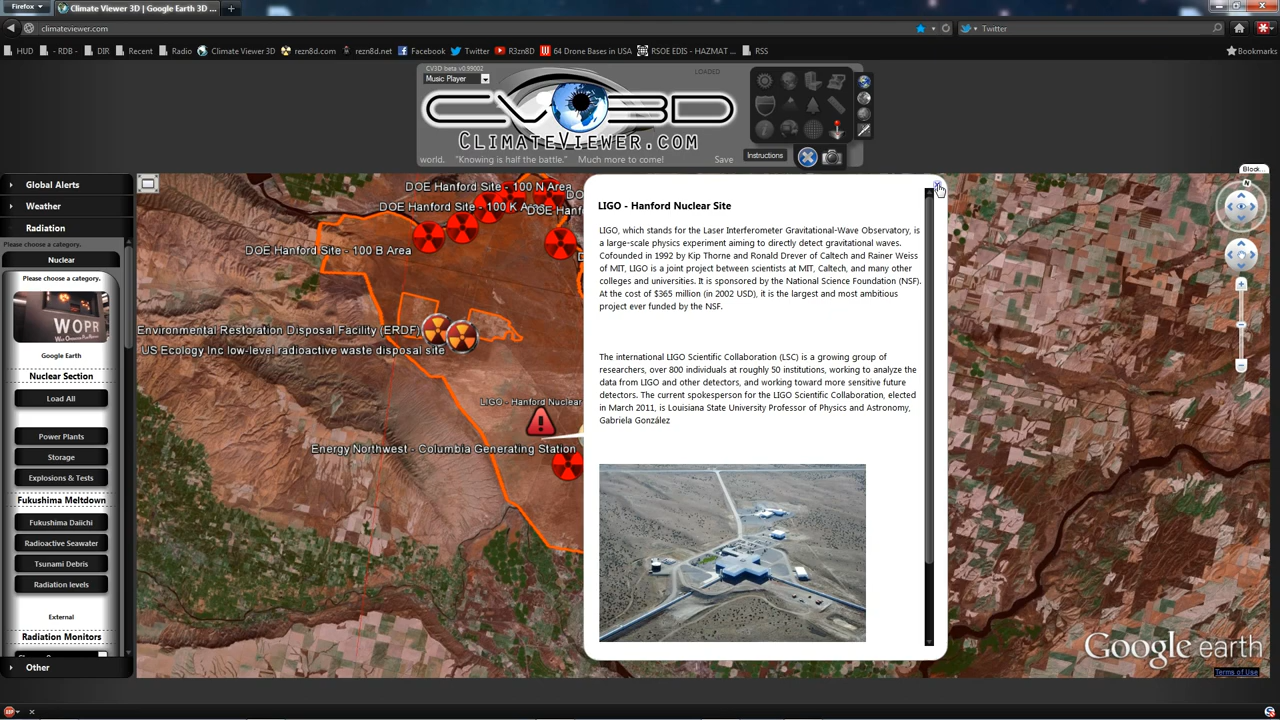 Firefox
Climate Viewer 3D | Google Earth 3D ...
climateviewer.com
Twitter
HUD
- RDB -
DIR
Recent
Radio
Climate Viewer 3D
rezn8d.com
rezn8d.net
Facebook
Twitter
R3zn8D
64 Drone Bases in USA
RSOE EDIS - HAZMAT ...
RSS
Bookmarks
CV3D beta v0.99002
LOADED
Music Player
CV3D
CLIMATEVIEWER.COM
world. "Knowing is half the battle." Much more to come!
Save
Instructions
Block...
N
Global Alerts
Weather
Radiation
Please choose a category.
Nuclear
Please choose a category.
WOPR
Google Earth
Nuclear Section
Load All
Power Plants
Storage
Explosions & Tests
Fukushima Meltdown
Fukushima Daiichi
Radioactive Seawater
Tsunami Debris
Radiation levels
External
Radiation Monitors
Other
DOE Hanford Site - 100 N Area
DOE Hanford Site - 100 K Area
DOE Hanf
DOE Hanford Site - 100 B Area
Environmental Restoration Disposal Facility (ERDF)
US Ecology Inc low-level radioactive waste disposal site
LIGO - Hanford Nuclear
Energy Northwest - Columbia Generating Station
LIGO - Hanford Nuclear Site
LIGO, which stands for the Laser Interferometer Gravitational-Wave Observatory, is
a large-scale physics experiment aiming to directly detect gravitational waves.
Cofounded in 1992 by Kip Thorne and Ronald Drever of Caltech and Rainer Weiss
of MIT, LIGO is a joint project between scientists at MIT, Caltech, and many other
colleges and universities. It is sponsored by the National Science Foundation (NSF).
At the cost of $365 million (in 2002 USD), it is the largest and most ambitious
project ever funded by the NSF.
The international LIGO Scientific Collaboration (LSC) is a growing group of
researchers, over 800 individuals at roughly 50 institutions, working to analyze the
data from LIGO and other detectors, and working toward more sensitive future
detectors. The current spokesperson for the LIGO Scientific Collaboration, elected
in March 2011, is Louisiana State University Professor of Physics and Astronomy,
Gabriela González
Google earth
Terms of Use